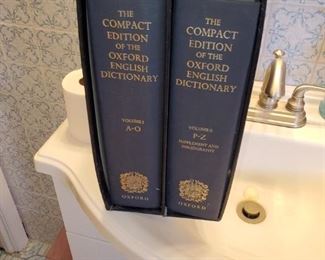 THE
COMPACT
EDITION
OF THE
OXFORD
ENGLISH
DICTIONARY
VOLUME I
A-O
OXFORD
THE
COMPACT
EDITION
OF THE
OXFORD
ENGLISH
DICTIONARY
VOLUME II
P-Z
SUPPLEMENT AND
BIBLIOGRAPHY
OXFORD